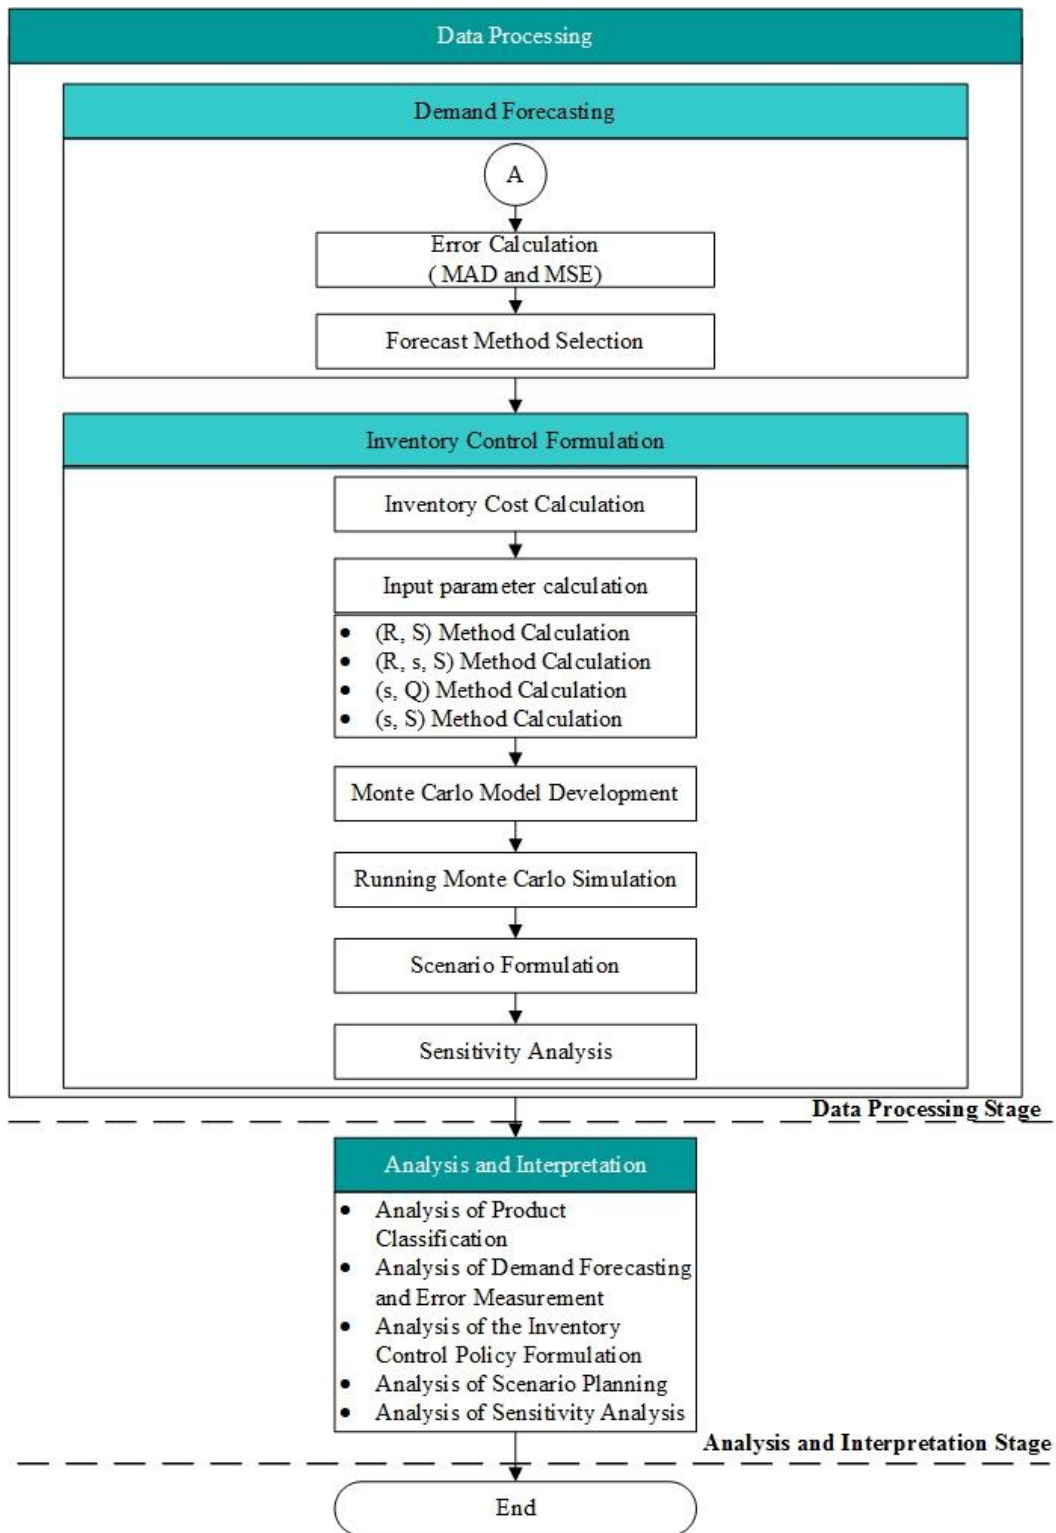 Data Processing
Demand Forecasting
A
Error Calculation
( MAD and MSE)
Forecast Method Selection
Inventory Control Formulation
Inventory Cost Calculation
Input parameter calculation
• (R, S) Method Calculation
• (R, s, S) Method Calculation
• (s, Q) Method Calculation
• (s, S) Method Calculation
Monte Carlo Model Development
Running Monte Carlo Simulation
Scenario Formulation
Sensitivity Analysis
Data Processing Stage
Analysis and Interpretation
• Analysis of Product
Classification
• Analysis of Demand Forecasting
and Error Measurement
• Analysis of the Inventory
Control Policy Formulation
• Analysis of Scenario Planning
• Analysis of Sensitivity Analysis
Analysis and Interpretation Stage
End